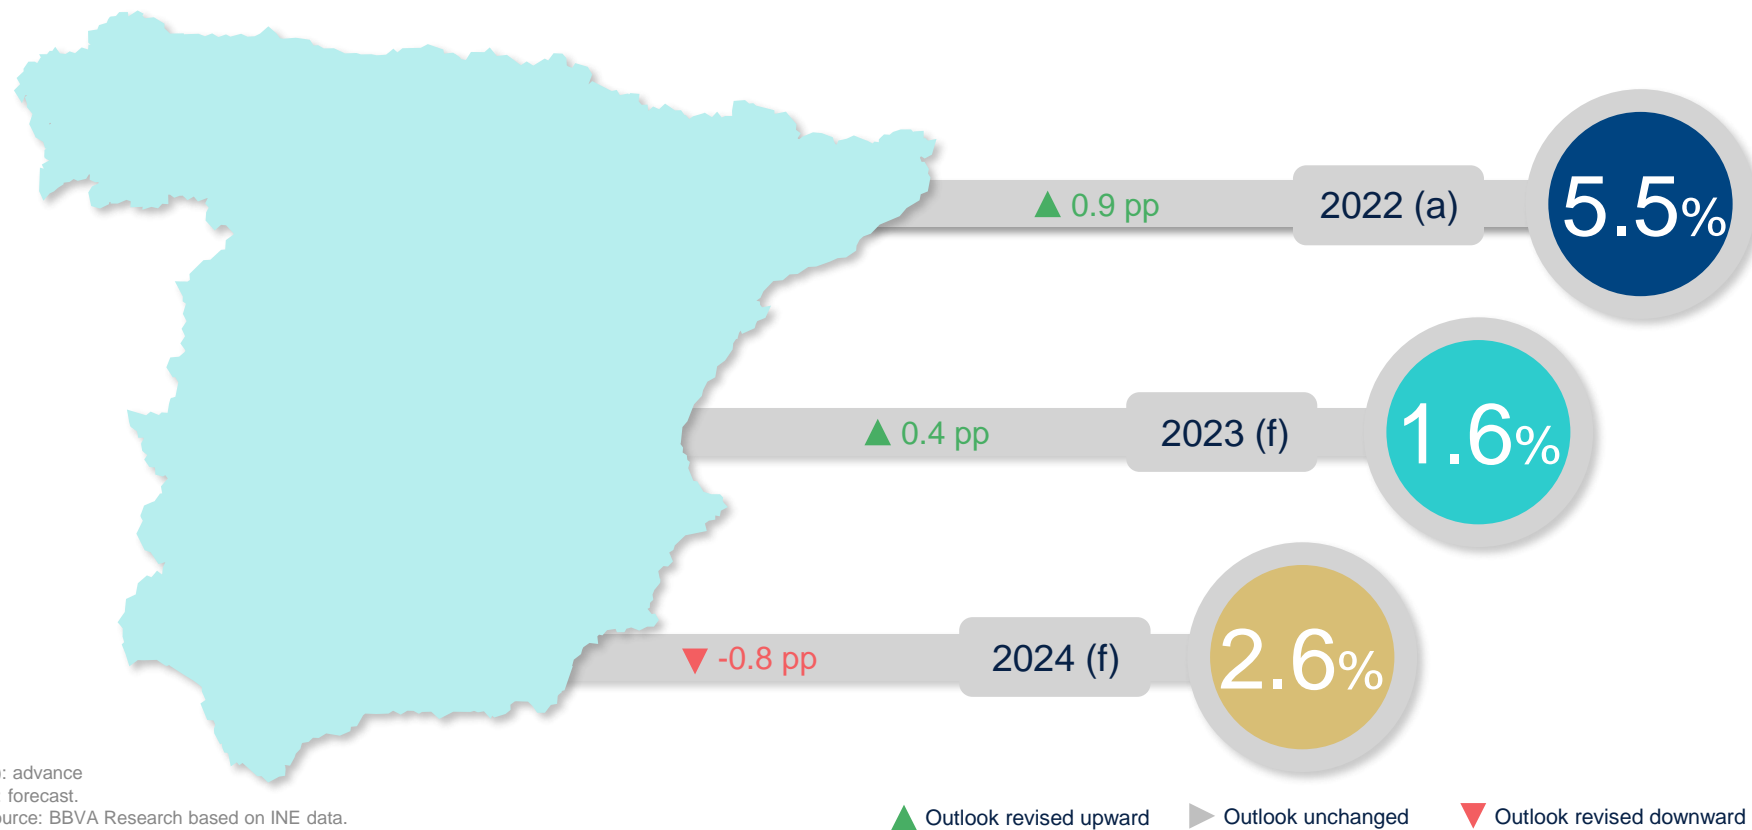 ▲ 0.9 pp 2022 (a) 5.5%
▲ 0.4 pp 2023 (f) 1.6%
▼ -0.8 pp 2024 (f) 2.6%
): advance
forecast.
urce: BBVA Research based on INE data.
▲ Outlook revised upward ▶ Outlook unchanged ▼ Outlook revised downward